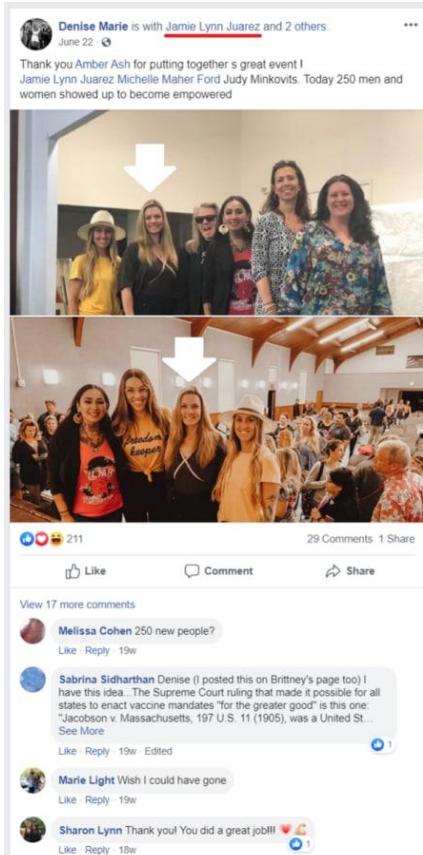 Denise Marie is with Jamie Lynn Juarez and 2 others.
June 22 ·
Thank you Amber Ash for putting together s great event !
Jamie Lynn Juarez Michelle Maher Ford Judy Minkovits. Today 250 men and
women showed up to become empowered
freedom
keeper
211
29 Comments 1 Share
Like Comment Share
View 17 more comments
Melissa Cohen 250 new people?
Like · Reply · 19w
Sabrina Sidharthan Denise (I posted this on Brittney's page too) I
have this idea...The Supreme Court ruling that made it possible for all
states to enact vaccine mandates "for the greater good" is this one:
"Jacobson v. Massachusetts, 197 U.S. 11 (1905), was a United St...
See More
1
Like · Reply · 19w · Edited
Marie Light Wish I could have gone
Like · Reply · 19w
Sharon Lynn Thank you! You did a great job!!! 💗💪
1
Like · Reply · 18w